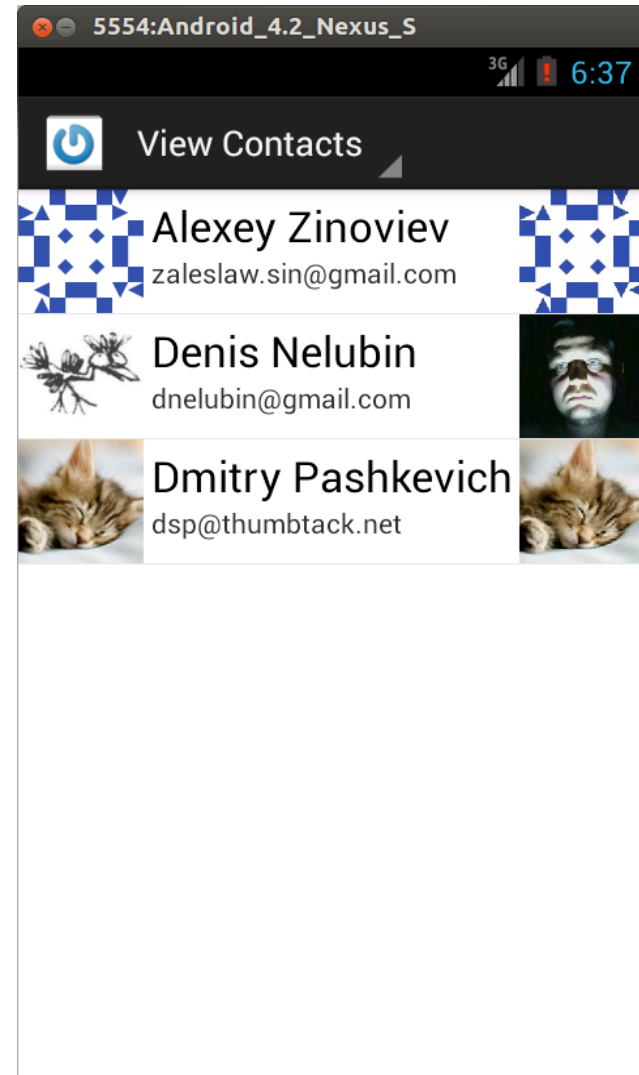 5554:Android_4.2_Nexus_S
3G 6:37
View Contacts
Alexey Zinoviev
zaleslaw.sin@gmail.com
Denis Nelubin
dnelubin@gmail.com
Dmitry Pashkevich
dsp@thumbtack.net